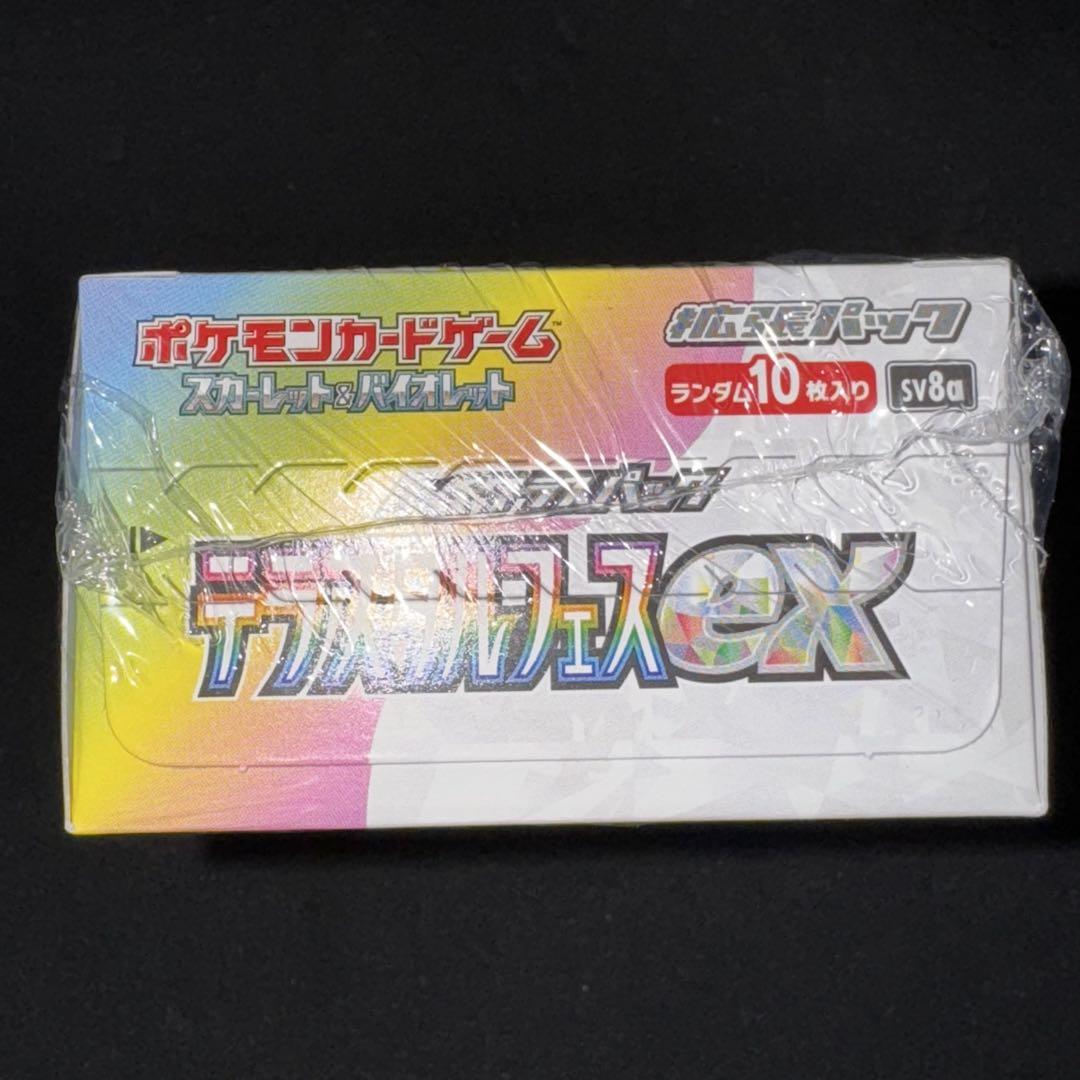 ポケモンカードゲーム™
スカーレット&バイオレット
拡張パック
ランダム10枚入り
sv8a
テラスタルフェスex